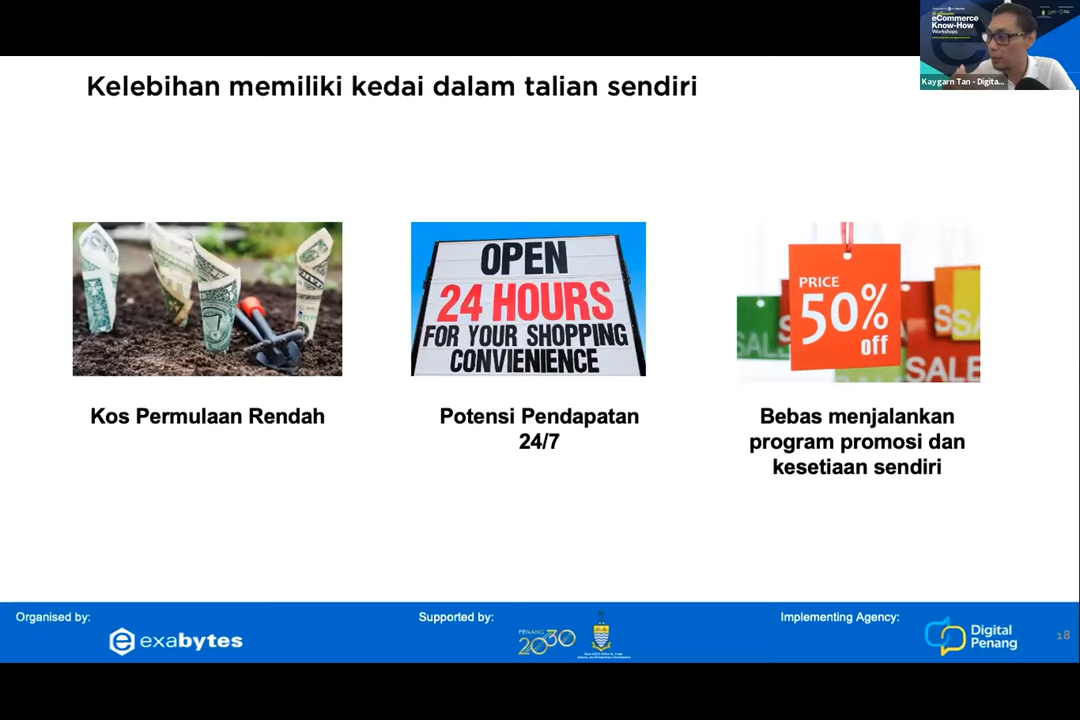 eCommerce
Know-How
Workshops
Kaygarn Tan - Digita...
Kelebihan memiliki kedai dalam talian sendiri
OPEN
24 HOURS
FOR YOUR SHOPPING
CONVIENIENCE
PRICE
50%
off
SALE
Kos Permulaan Rendah
Potensi Pendapatan
24/7
Bebas menjalankan
program promosi dan
kesetiaan sendiri
Organised by:
exabytes
Supported by:
PENANG
2030
Implementing Agency:
Digital
Penang
18